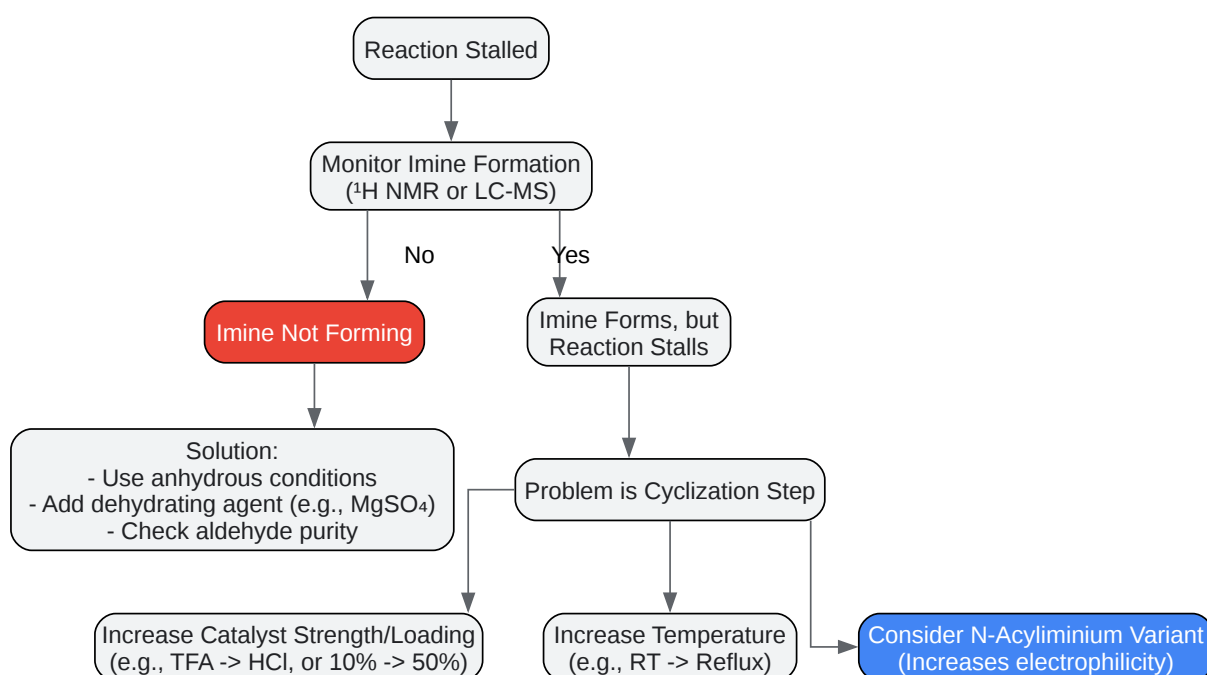 Reaction Stalled
Monitor Imine Formation
(¹H NMR or LC-MS)
No
Yes
Imine Not Forming
Imine Forms, but
Reaction Stalls
Solution:
- Use anhydrous conditions
- Add dehydrating agent (e.g., MgSO₄)
- Check aldehyde purity
Problem is Cyclization Step
Increase Catalyst Strength/Loading
(e.g., TFA -> HCl, or 10% -> 50%)
Increase Temperature
(e.g., RT -> Reflux)
Consider N-Acyliminium Variant
(Increases electrophilicity)